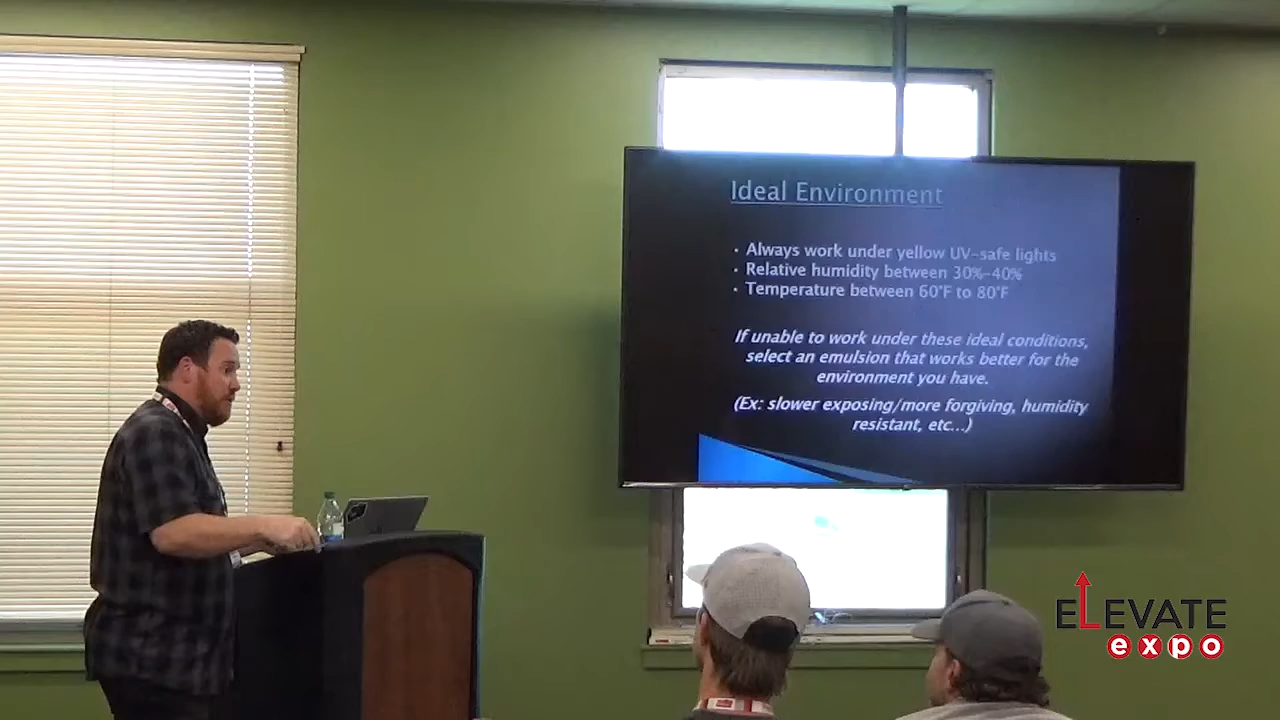 Ideal Environment
• Always work under yellow UV-safe lights
• Relative humidity between 30%-40%
• Temperature between 60°F to 80°F
If unable to work under these ideal conditions,
select an emulsion that works better for the
environment you have.
(Ex: slower exposing/more forgiving, humidity
resistant, etc...)
ELEVATE
expo